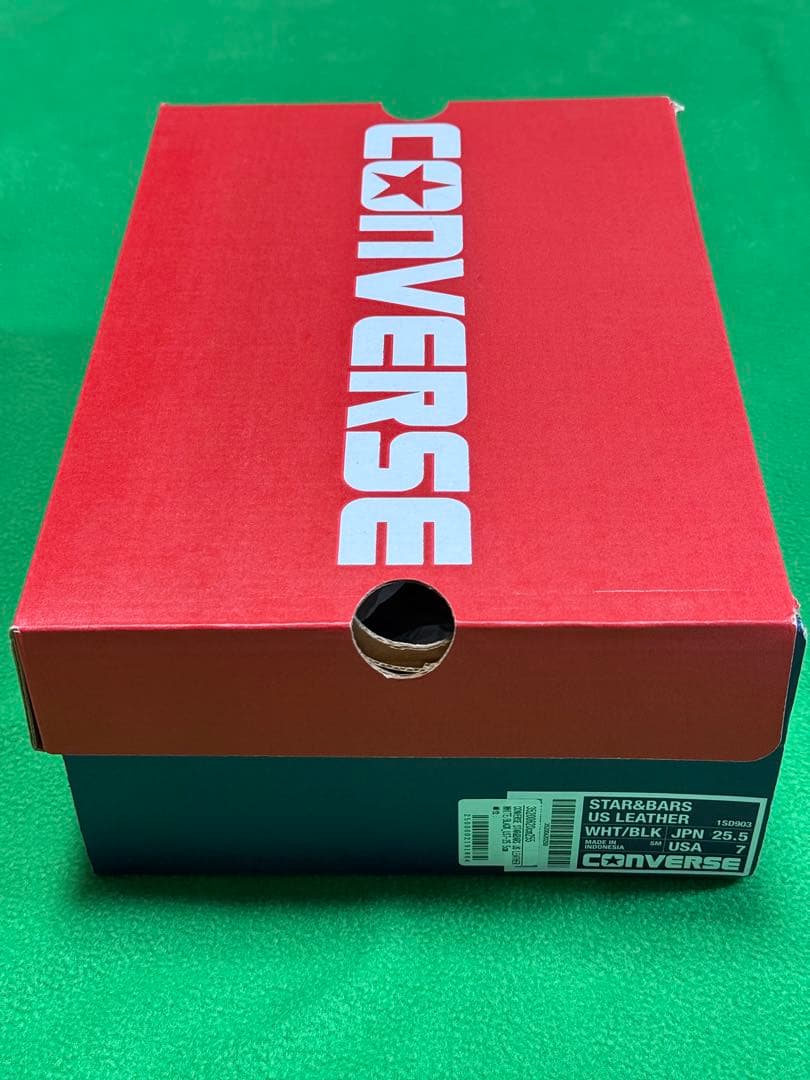 CONVERSE
STAR&BARS
US LEATHER 1SD903
WHT/BLK JPN 25.5
MADE IN INDONESIA SM USA 7
CONVERSE